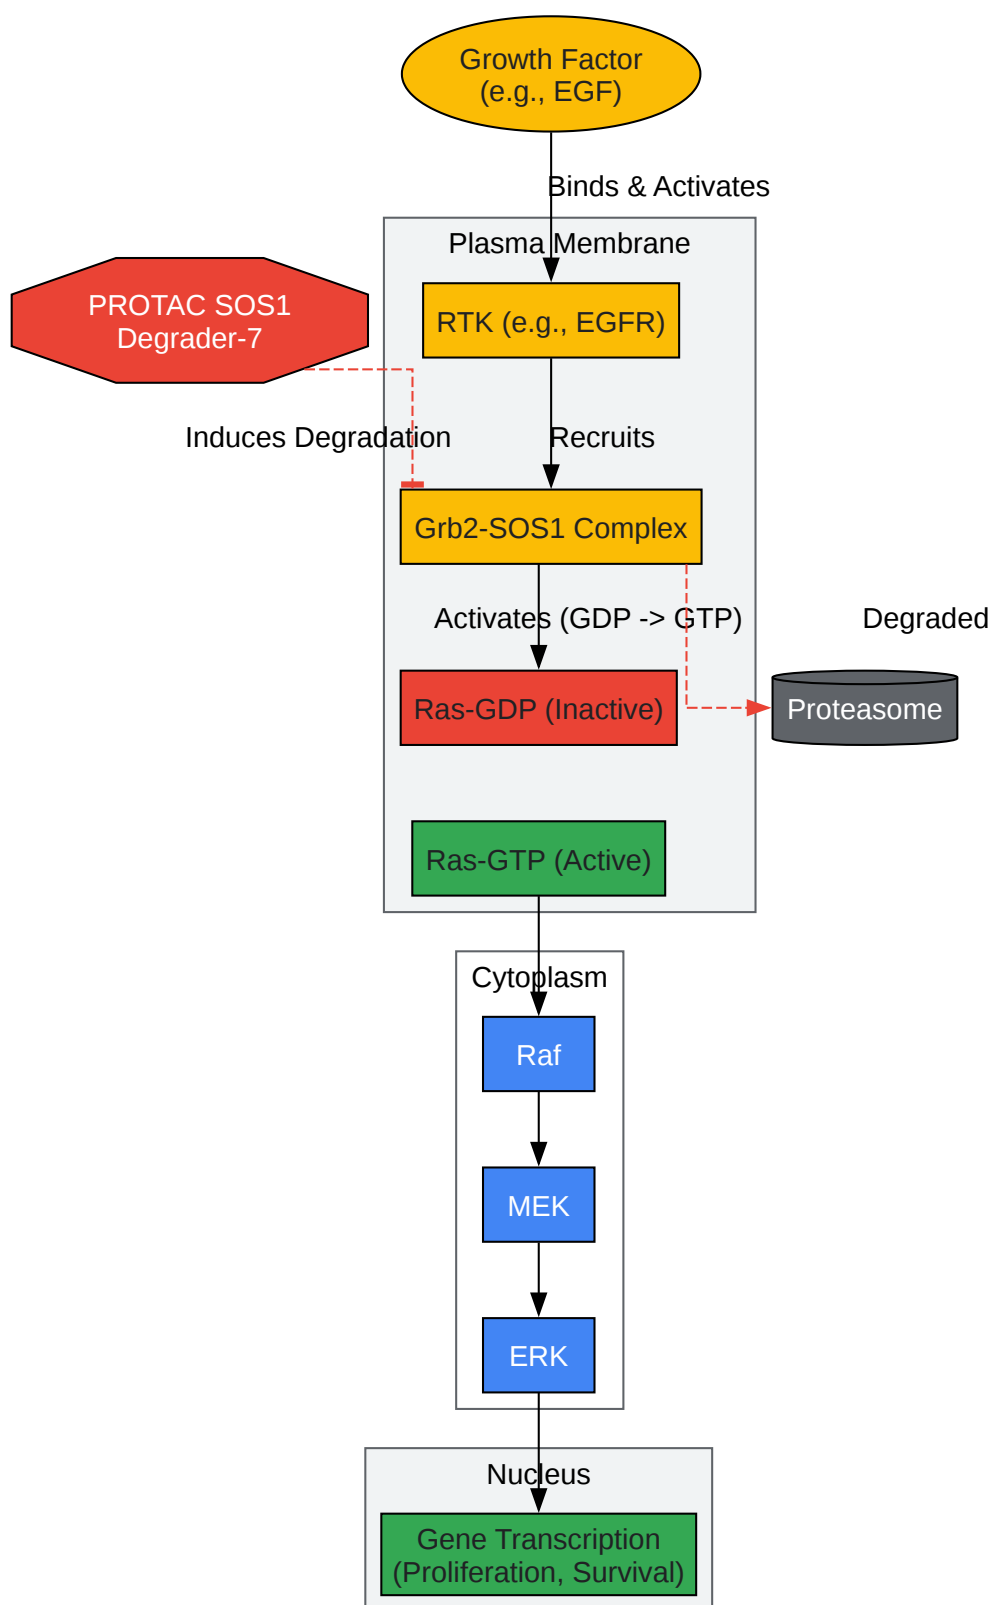 Growth Factor
(e.g., EGF)
Binds & Activates
Plasma Membrane
PROTAC SOS1
Degrader-7
RTK (e.g., EGFR)
Induces Degradation
Recruits
Grb2-SOS1 Complex
Activates (GDP -> GTP)
Degraded
Ras-GDP (Inactive)
Proteasome
Ras-GTP (Active)
Cytoplasm
Raf
MEK
ERK
Nucleus
Gene Transcription
(Proliferation, Survival)